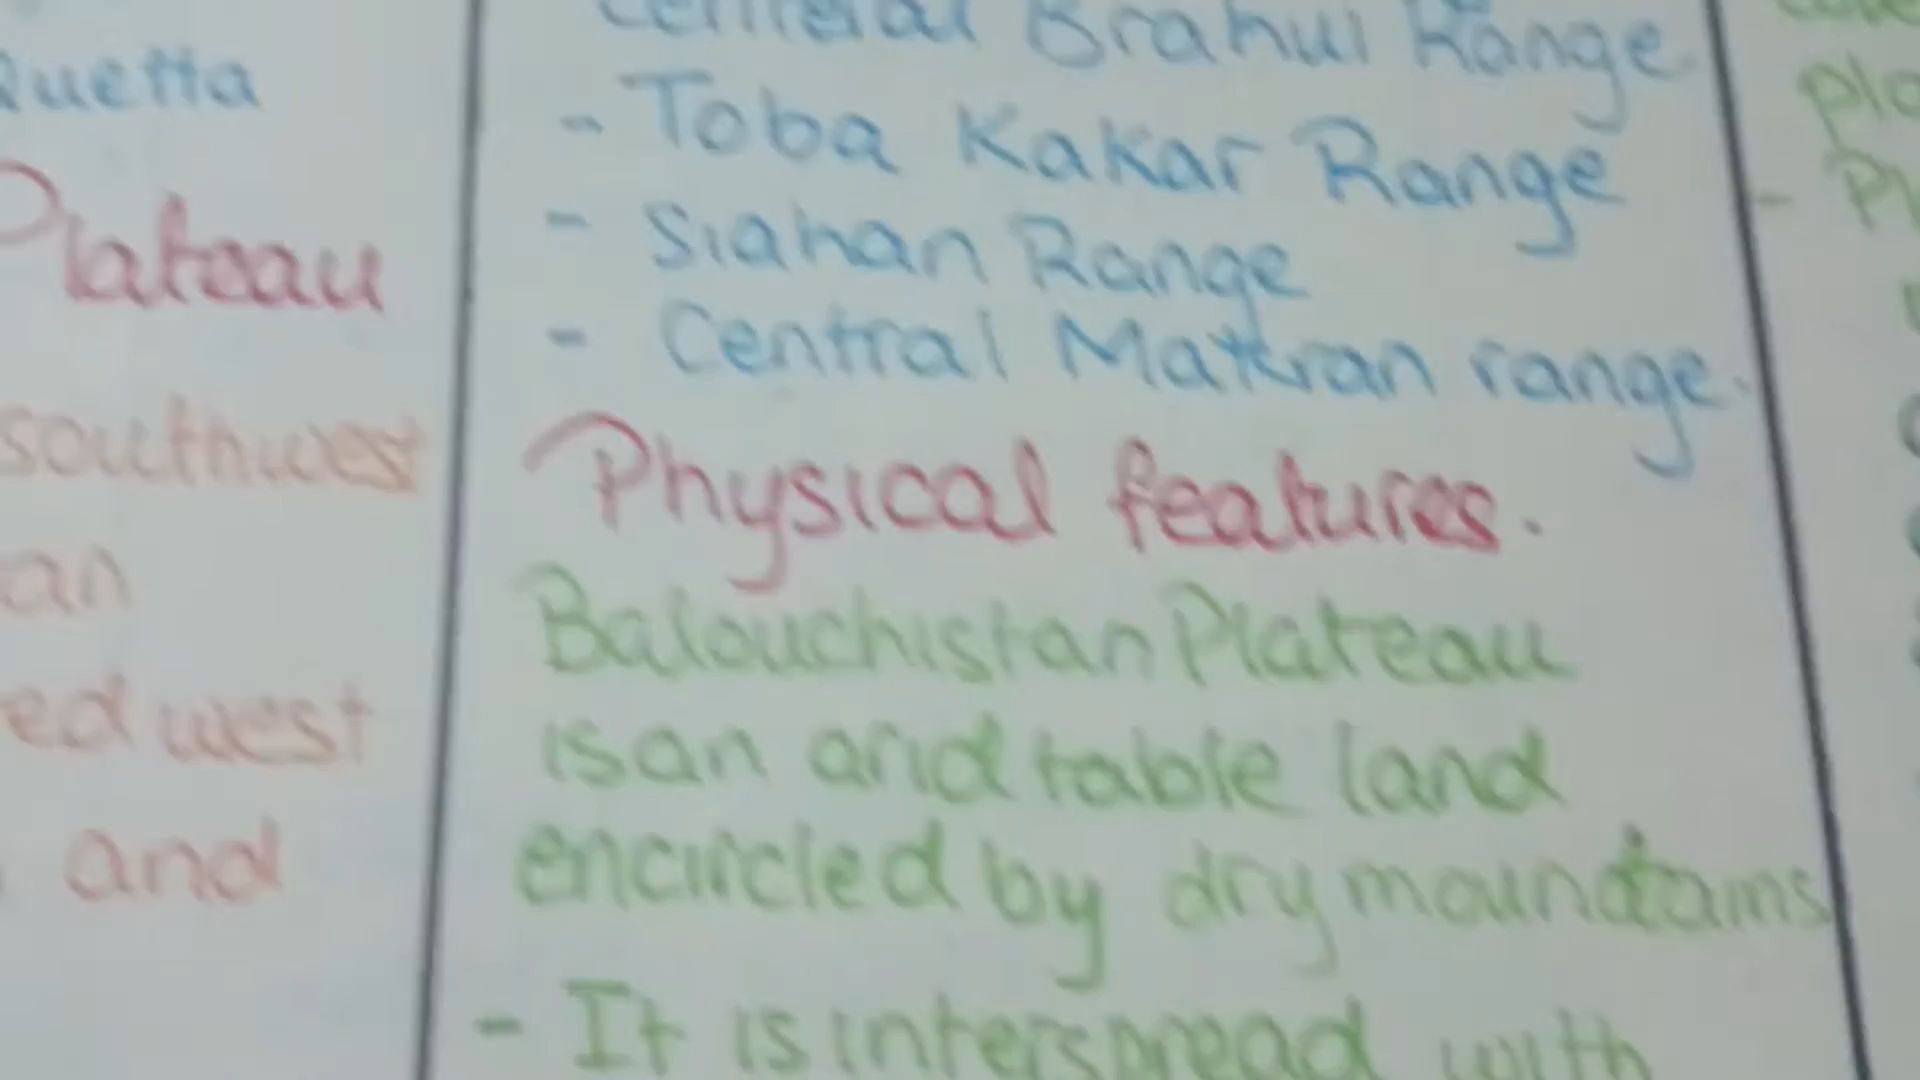 Quetta
Plateau
southwest
an
ed west
and
Central Brahui Range
- Toba Kakar Range
- Siahan Range
- Central Makran range.
Physical features.
Balouchistan Plateau
is an arid table land
encircled by dry mountains
- It is interspread with